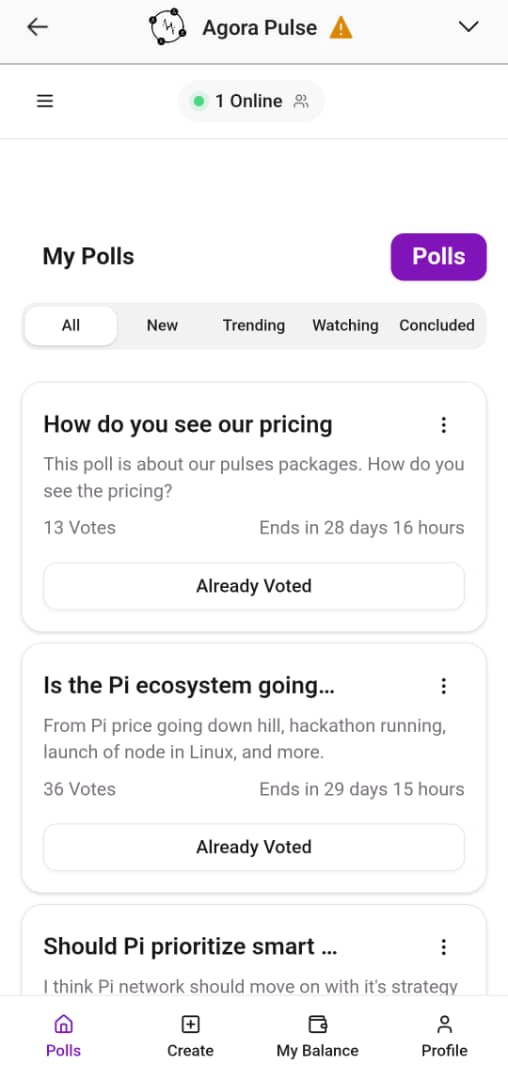 Agora Pulse
1 Online
My Polls
Polls
All New Trending Watching Concluded
How do you see our pricing
This poll is about our pulses packages. How do you
see the pricing?
13 Votes Ends in 28 days 16 hours
Already Voted
Is the Pi ecosystem going...
From Pi price going down hill, hackathon running,
launch of node in Linux, and more.
36 Votes Ends in 29 days 15 hours
Already Voted
Should Pi prioritize smart ...
I think Pi network should move on with it's strategy
Polls Create My Balance Profile